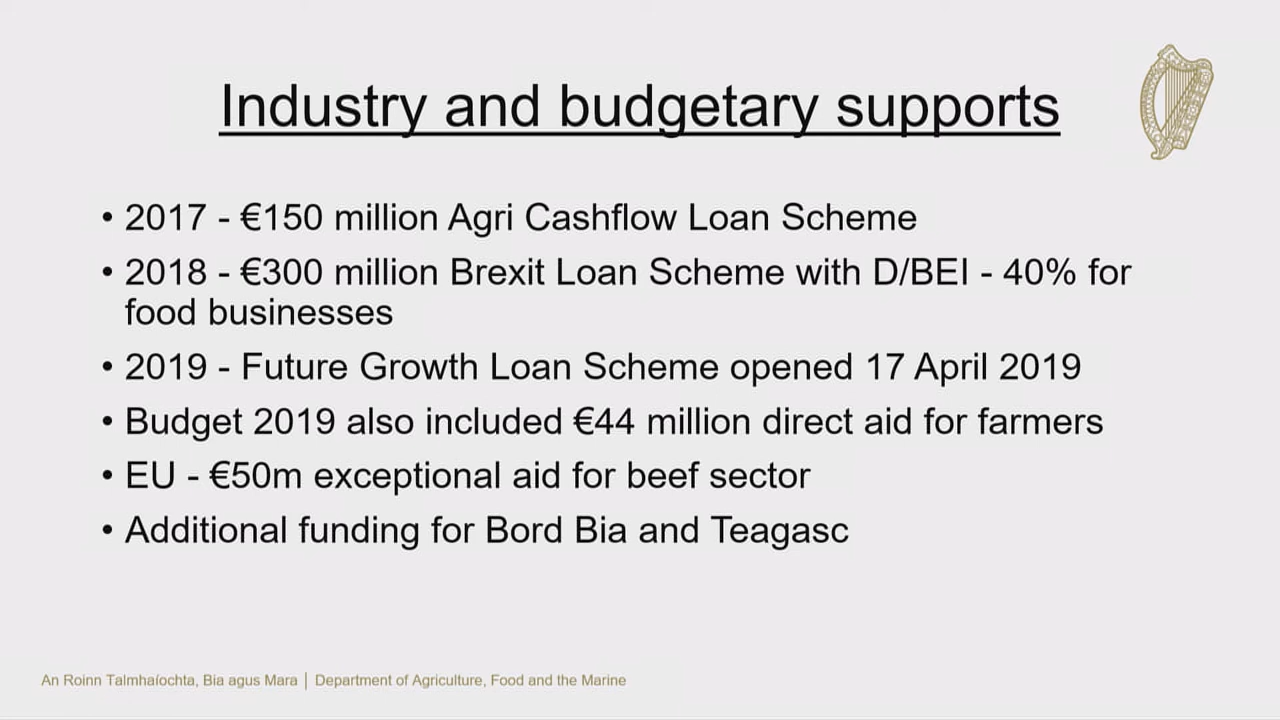 Industry and budgetary supports
• 2017 - €150 million Agri Cashflow Loan Scheme
• 2018 - €300 million Brexit Loan Scheme with D/BEI - 40% for
food businesses
• 2019 - Future Growth Loan Scheme opened 17 April 2019
• Budget 2019 also included €44 million direct aid for farmers
• EU - €50m exceptional aid for beef sector
• Additional funding for Bord Bia and Teagasc
An Roinn Talmhaíochta, Bia agus Mara | Department of Agriculture, Food and the Marine